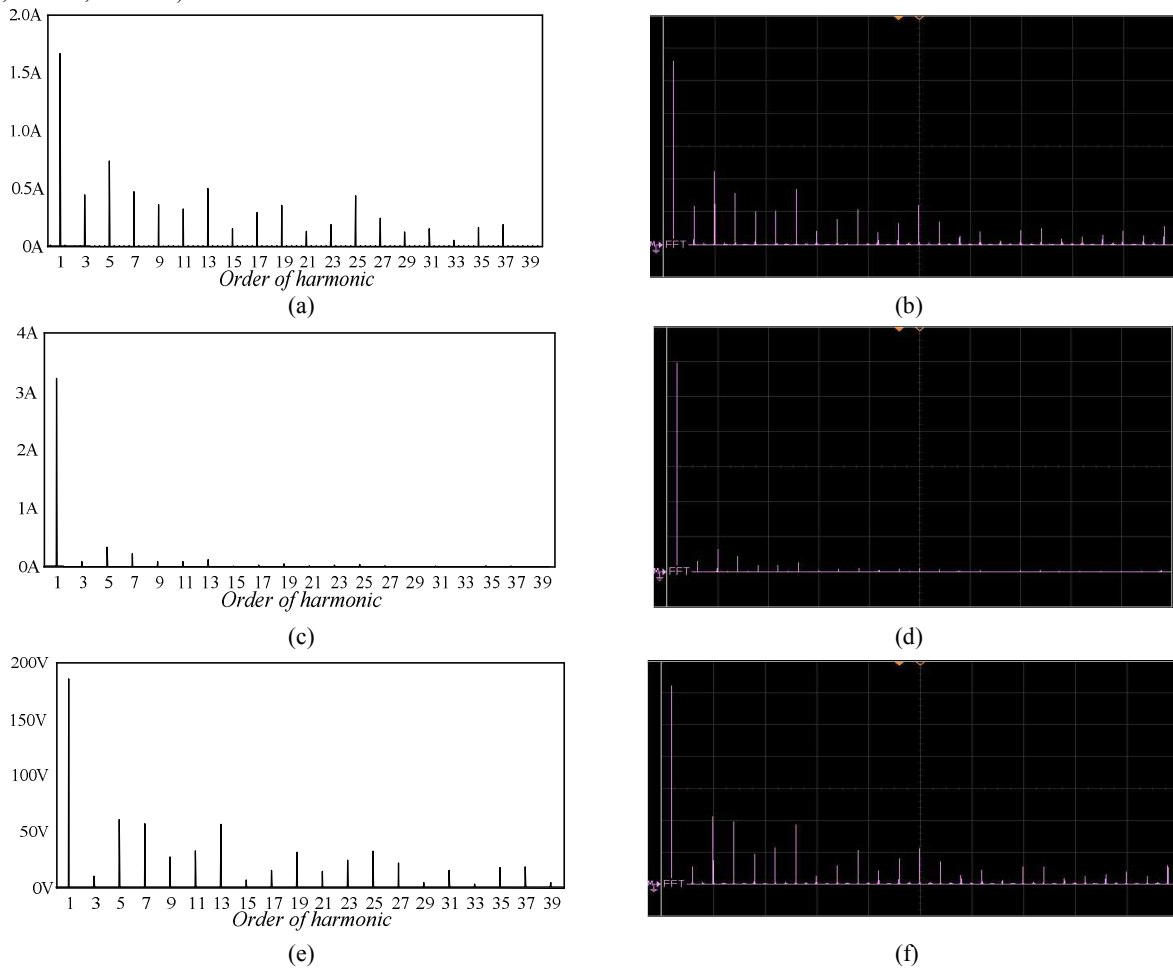 2.0A
1.5A
1.0A
0.5A
0A
1 3 5 7 9 11 13 15 17 19 21 23 25 27 29 31 33 35 37 39
Order of harmonic
(a)
M FFT
(b)
4A
3A
2A
1A
0A
1 3 5 7 9 11 13 15 17 19 21 23 25 27 29 31 33 35 37 39
Order of harmonic
(c)
M FFT
(d)
200V
150V
100V
50V
0V
1 3 5 7 9 11 13 15 17 19 21 23 25 27 29 31 33 35 37 39
Order of harmonic
(e)
M FFT
(f)